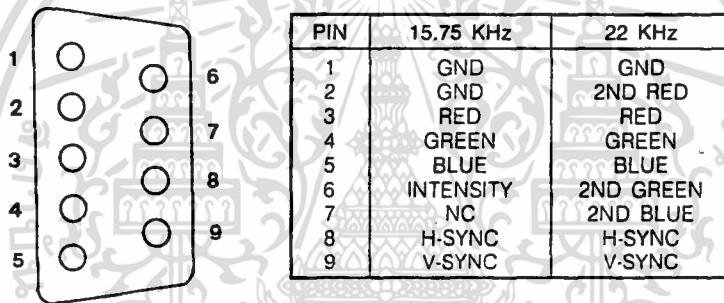 1
2
3
4
5
6
7
8
9
PIN 15.75 KHz 22 KHz
1 GND GND
2 GND 2ND RED
3 RED RED
4 GREEN GREEN
5 BLUE BLUE
6 INTENSITY 2ND GREEN
7 NC 2ND BLUE
8 H-SYNC H-SYNC
9 V-SYNC V-SYNC